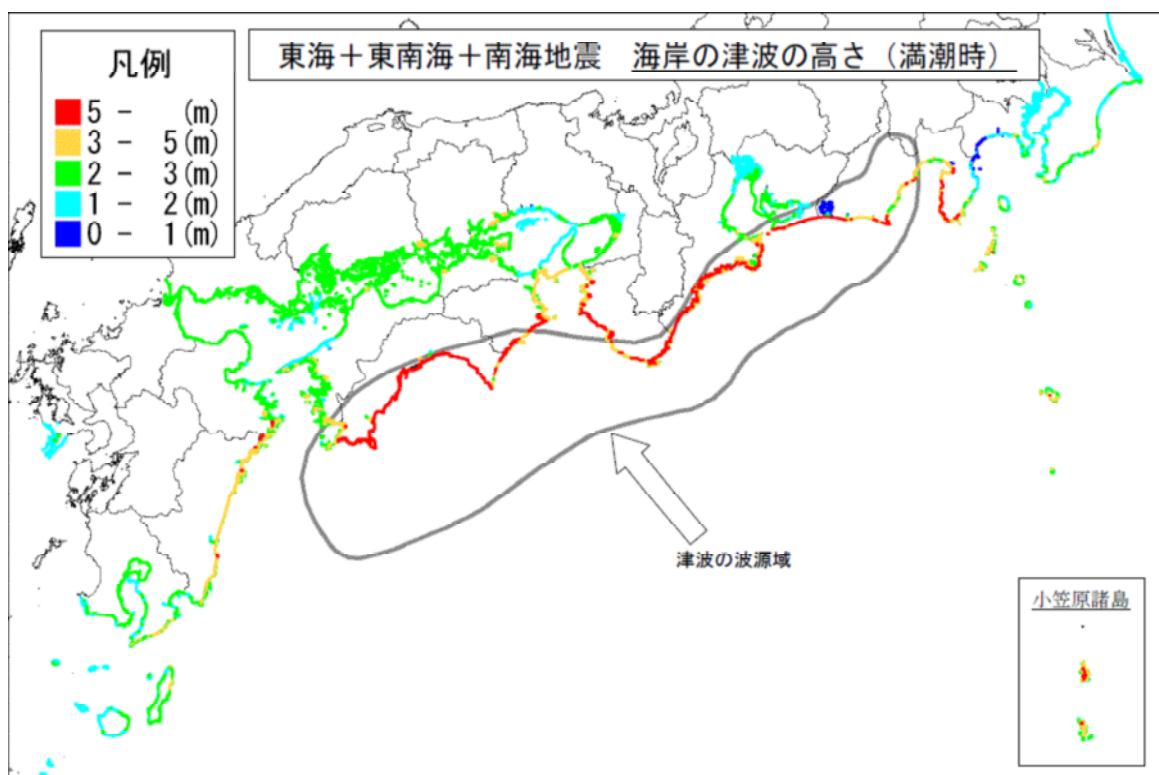 凡例
5 - (m)
3 - 5(m)
2 - 3(m)
1 - 2(m)
0 - 1(m)
東海+東南海+南海地震 海岸の津波の高さ(満潮時)
津波の波源域
小笠原諸島